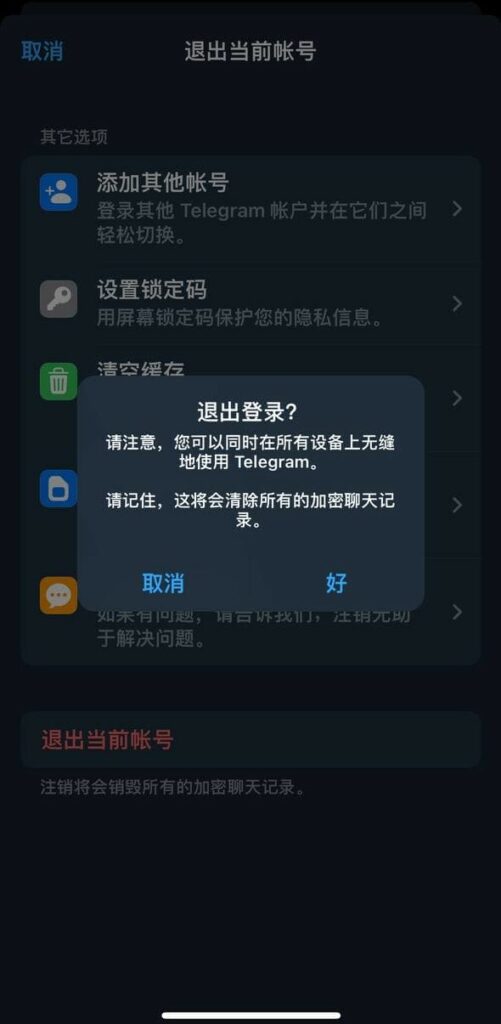 取消
退出当前帐号
其它选项
添加其他帐号
登录其他 Telegram 帐户并在它们之间
轻松切换。
设置锁定码
用屏幕锁定码保护您的隐私信息。
清空缓存
退出登录?
请注意，您可以同时在所有设备上无缝
地使用 Telegram。
请记住，这将会清除所有的加密聊天记
录。
取消
好
如果有问题，请告诉我们，注销无助
于解决问题。
退出当前帐号
注销将会销毁所有的加密聊天记录。